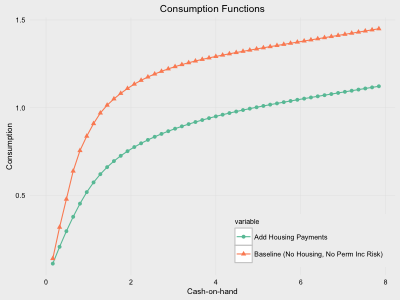 Consumption Functions
1.5
1.0
0.5
Consumption
0
2
4
6
8
Cash-on-hand
variable
Add Housing Payments
Baseline (No Housing, No Perm Inc Risk)